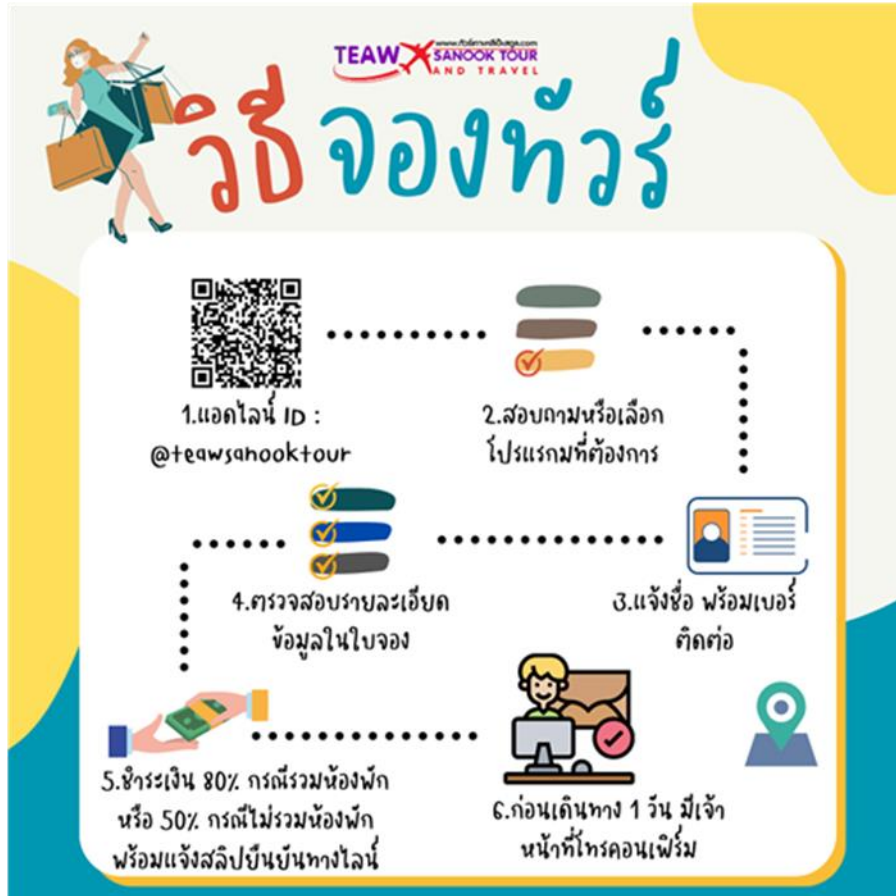 TEAW
SANOOK TOUR
AND TRAVEL
วิธีจองทัวร์
1.แอดไลน์ ID :
@teawsanooktour
2.สอบถามหรือเลือก
โปรแรกมที่ต้องการ
3.แจ้งชื่อ พร้อมเบอร์
ติดต่อ
4.ตรวจสอบรายละเอียด
ข้อมูลในใบจอง
5.ชำระเงิน 80% กรณีรวมห้องพัก
หรือ 50% กรณีไม่รวมห้องพัก
พร้อมแจ้งสลิปยืนยันทางไลน์
6.ก่อนเดินทาง 1 วัน มีเจ้า
หน้าที่โทรคอนเฟิร์ม